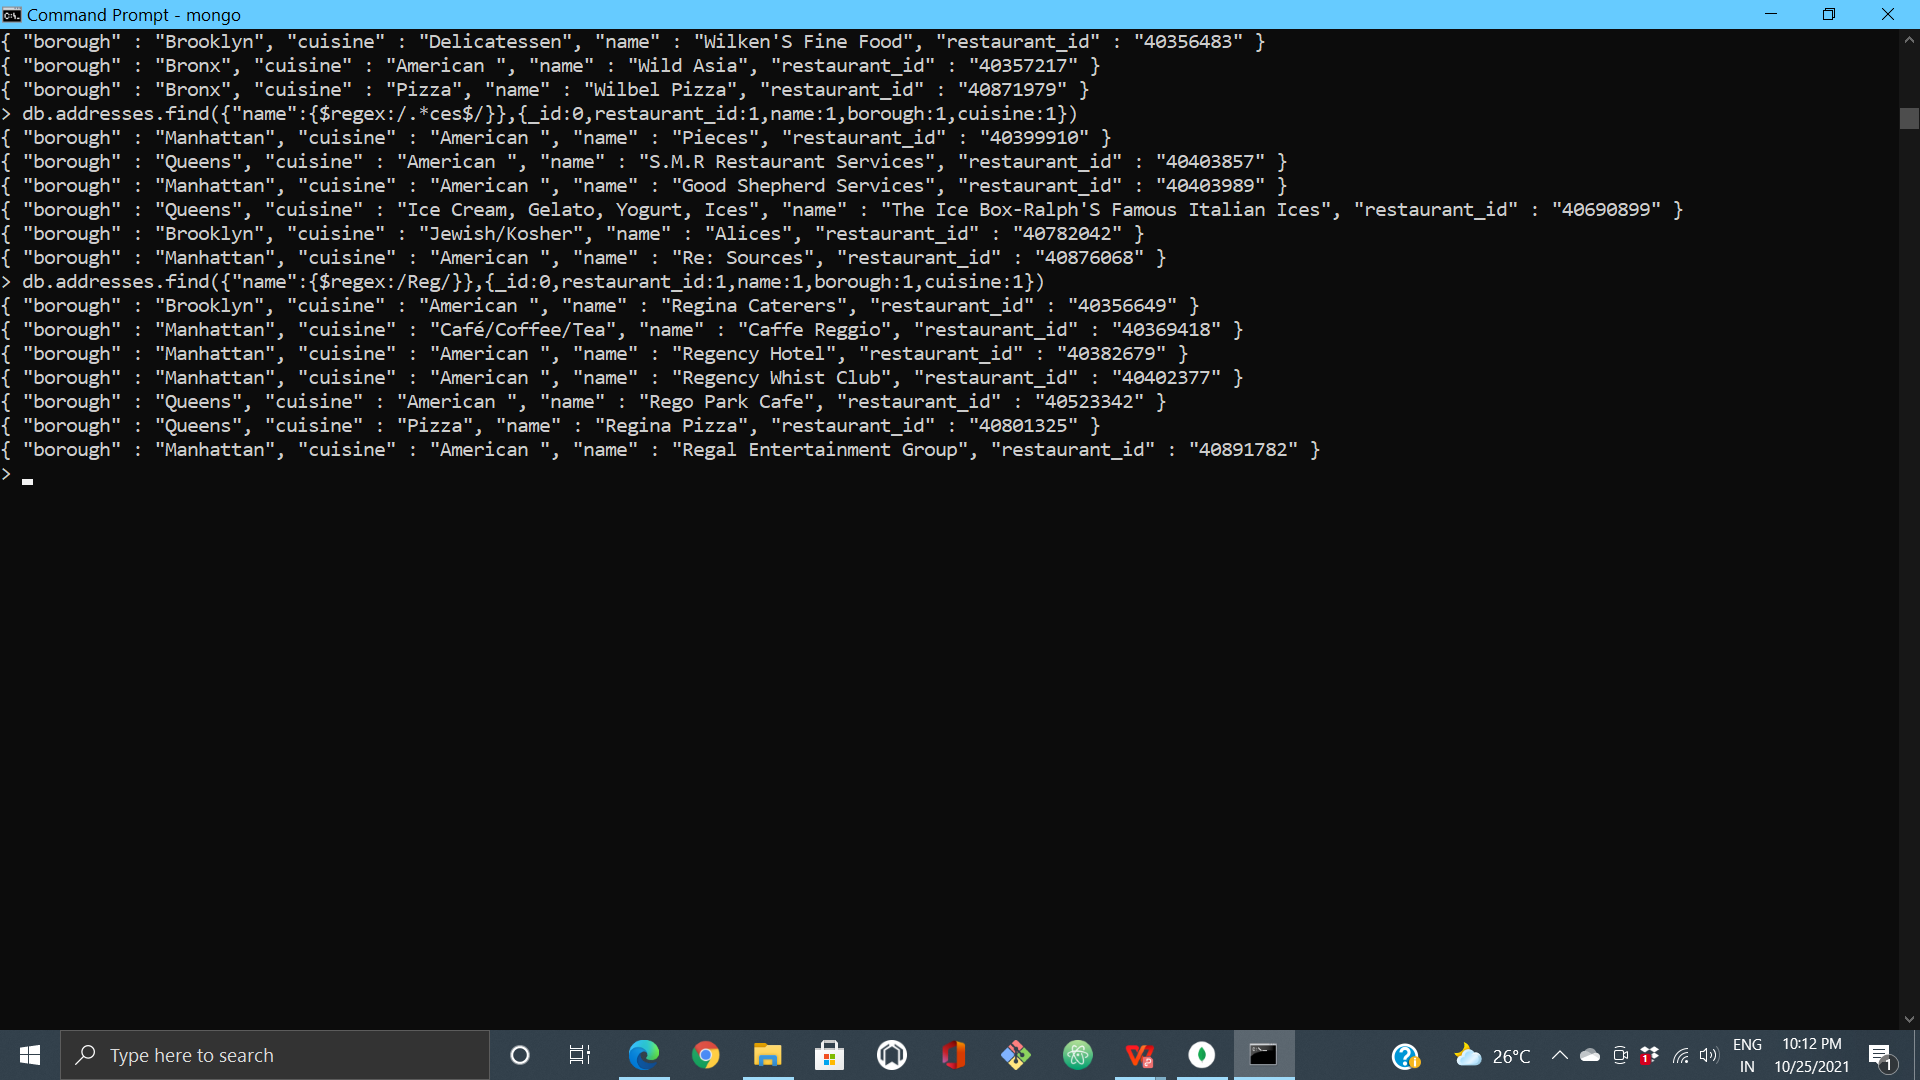 Command Prompt - mongo
{ "borough" : "Brooklyn", "cuisine" : "Delicatessen", "name" : "Wilken'S Fine Food", "restaurant_id" : "40356483" }
{ "borough" : "Bronx", "cuisine" : "American ", "name" : "Wild Asia", "restaurant_id" : "40357217" }
{ "borough" : "Bronx", "cuisine" : "Pizza", "name" : "Wilbel Pizza", "restaurant_id" : "40871979" }
> db.addresses.find({"name":{$regex:/.*ces$/}},{_id:0,restaurant_id:1,name:1,borough:1,cuisine:1})
{ "borough" : "Manhattan", "cuisine" : "American ", "name" : "Pieces", "restaurant_id" : "40399910" }
{ "borough" : "Queens", "cuisine" : "American ", "name" : "S.M.R Restaurant Services", "restaurant_id" : "40403857" }
{ "borough" : "Manhattan", "cuisine" : "American ", "name" : "Good Shepherd Services", "restaurant_id" : "40403989" }
{ "borough" : "Queens", "cuisine" : "Ice Cream, Gelato, Yogurt, Ices", "name" : "The Ice Box-Ralph'S Famous Italian Ices", "restaurant_id" : "40690899" }
{ "borough" : "Brooklyn", "cuisine" : "Jewish/Kosher", "name" : "Alices", "restaurant_id" : "40782042" }
{ "borough" : "Manhattan", "cuisine" : "American ", "name" : "Re: Sources", "restaurant_id" : "40876068" }
> db.addresses.find({"name":{$regex:/Reg/}},{_id:0,restaurant_id:1,name:1,borough:1,cuisine:1})
{ "borough" : "Brooklyn", "cuisine" : "American ", "name" : "Regina Caterers", "restaurant_id" : "40356649" }
{ "borough" : "Manhattan", "cuisine" : "Café/Coffee/Tea", "name" : "Caffe Reggio", "restaurant_id" : "40369418" }
{ "borough" : "Manhattan", "cuisine" : "American ", "name" : "Regency Hotel", "restaurant_id" : "40382679" }
{ "borough" : "Manhattan", "cuisine" : "American ", "name" : "Regency Whist Club", "restaurant_id" : "40402377" }
{ "borough" : "Queens", "cuisine" : "American ", "name" : "Rego Park Cafe", "restaurant_id" : "40523342" }
{ "borough" : "Queens", "cuisine" : "Pizza", "name" : "Regina Pizza", "restaurant_id" : "40801325" }
{ "borough" : "Manhattan", "cuisine" : "American ", "name" : "Regal Entertainment Group", "restaurant_id" : "40891782" }
>
Type here to search
26°C
ENG
IN
10:12 PM
10/25/2021
1